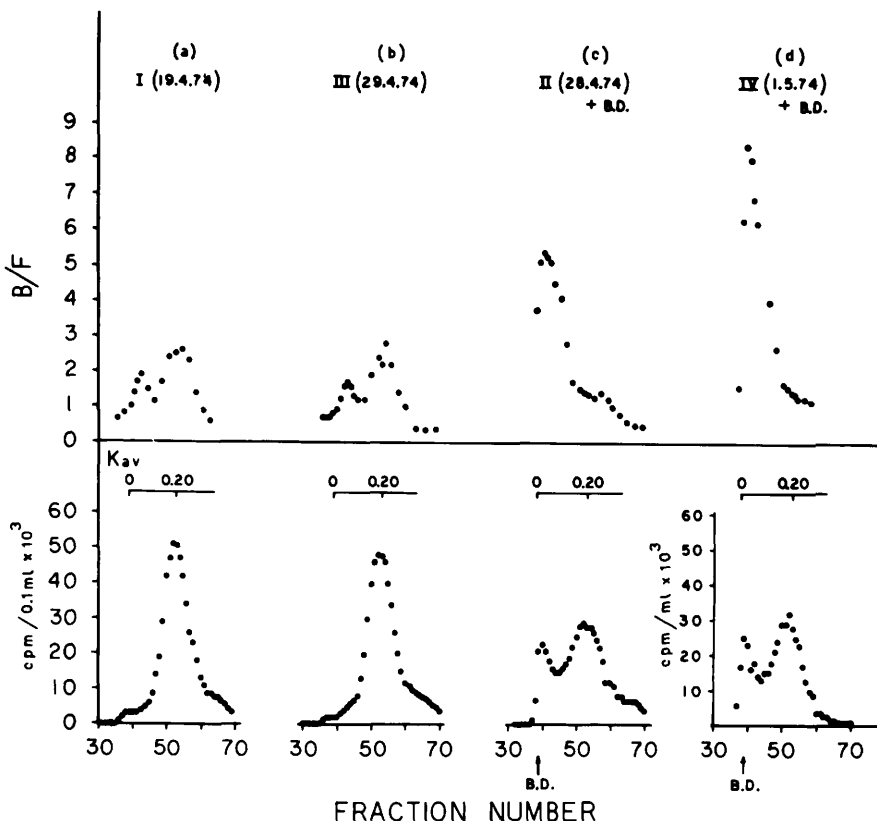 (a) (b) (c) (d)
I (19.4.74) III (29.4.74) II (28.4.74) IV (1.5.74)
+ B.D. + B.D.
9
8
7
6
5
4
3
2
1
0
B/F
Kav
0 0.20 0 0.20 0 0.20 0 0.20
60
50
40
30
20
10
0
cpm/0.1ml x 10³
60
50
40
30
20
10
cpm/ml x 10³
30 50 70 30 50 70 30 50 70 30 50 70
B.D. B.D.
FRACTION NUMBER